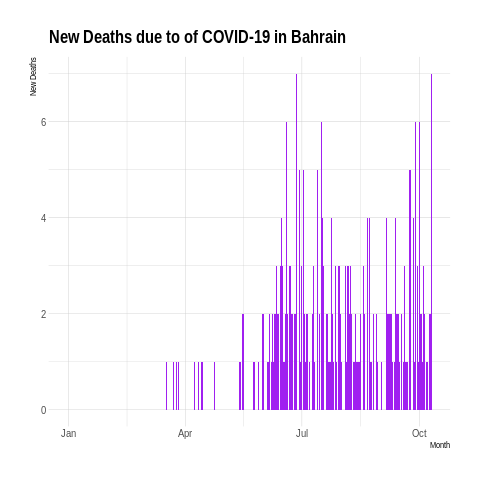 New Deaths due to of COVID-19 in Bahrain
New Deaths
6
4
2
0
Jan Apr Jul Oct
Month